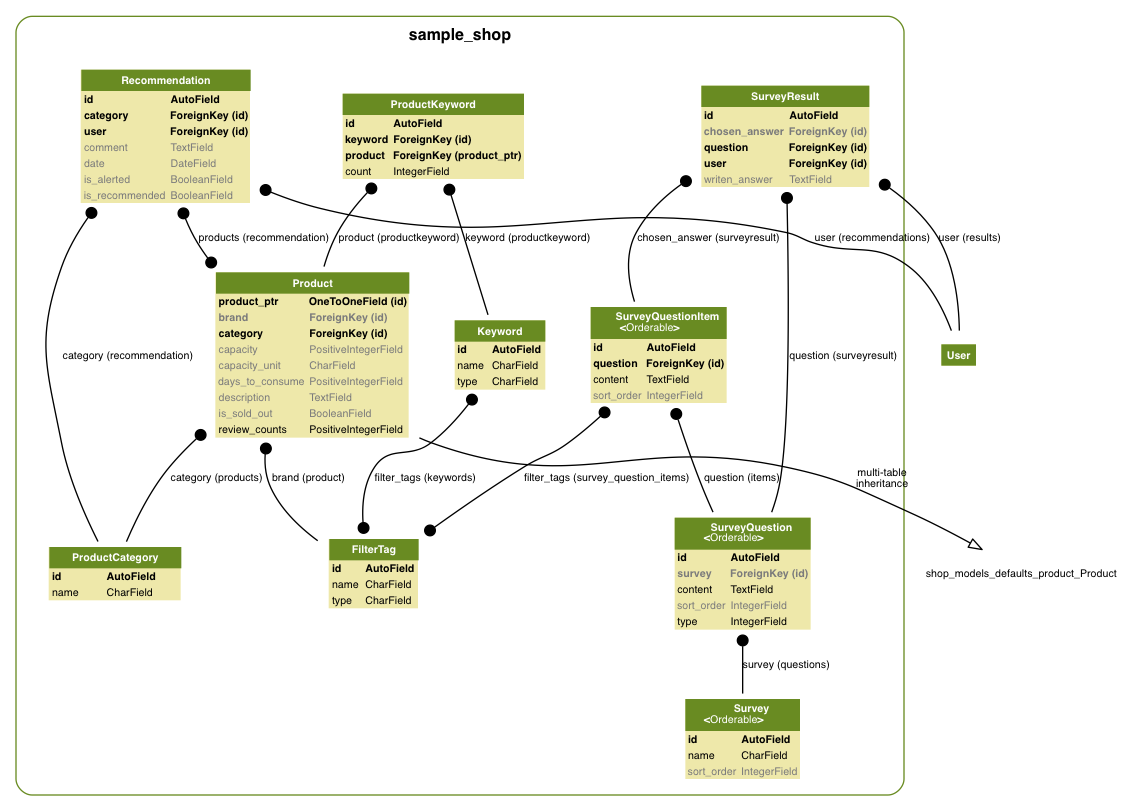 sample_shop
Recommendation
id AutoField
category ForeignKey (id)
user ForeignKey (id)
comment TextField
date DateField
is_alerted BooleanField
is_recommended BooleanField
ProductKeyword
id AutoField
keyword ForeignKey (id)
product ForeignKey (product_ptr)
count IntegerField
SurveyResult
id AutoField
chosen_answer ForeignKey (id)
question ForeignKey (id)
user ForeignKey (id)
writen_answer TextField
products (recommendation)
product (productkeyword)
keyword (productkeyword)
chosen_answer (surveyresult)
user (recommendations)
user (results)
Product
product_ptr OneToOneField (id)
brand ForeignKey (id)
category ForeignKey (id)
capacity PositiveIntegerField
capacity_unit CharField
days_to_consume PositiveIntegerField
description TextField
is_sold_out BooleanField
review_counts PositiveIntegerField
Keyword
id AutoField
name CharField
type CharField
SurveyQuestionItem
<Orderable>
id AutoField
question ForeignKey (id)
content TextField
sort_order IntegerField
User
category (recommendation)
question (surveyresult)
category (products)
brand (product)
filter_tags (keywords)
filter_tags (survey_question_items)
question (items)
multi-table
inheritance
ProductCategory
id AutoField
name CharField
FilterTag
id AutoField
name CharField
type CharField
SurveyQuestion
<Orderable>
id AutoField
survey ForeignKey (id)
content TextField
sort_order IntegerField
type IntegerField
shop_models_defaults_product_Product
survey (questions)
Survey
<Orderable>
id AutoField
name CharField
sort_order IntegerField